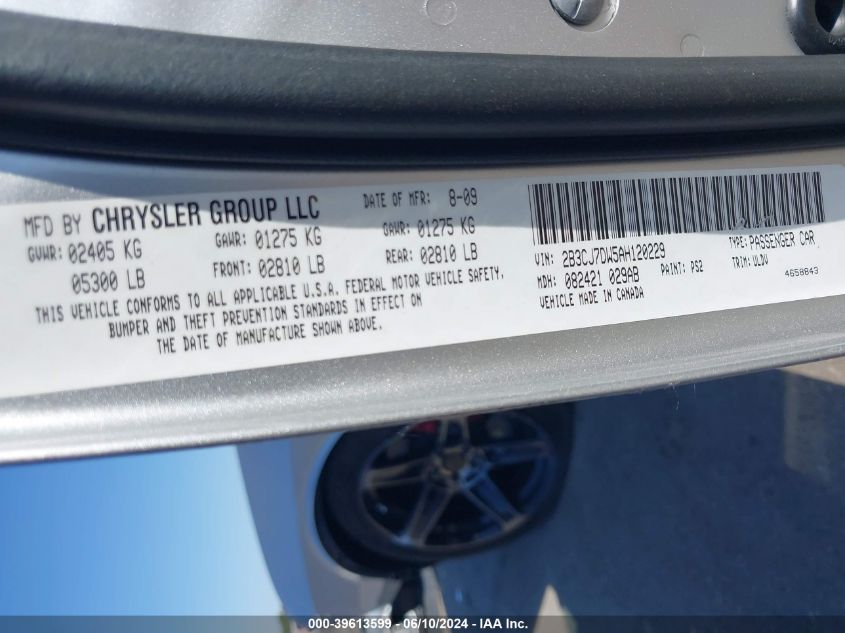 MFD BY CHRYSLER GROUP LLC DATE OF MFR: 8-09
GVWR: 02405 KG GAWR: 01275 KG GAWR: 01275 KG
05300 LB FRONT: 02810 LB REAR: 02810 LB
THIS VEHICLE CONFORMS TO ALL APPLICABLE U.S.A. FEDERAL MOTOR VEHICLE SAFETY,
BUMPER AND THEFT PREVENTION STANDARDS IN EFFECT ON
THE DATE OF MANUFACTURE SHOWN ABOVE.
VIN: 2B3CJ7DW5AH120229 TYPE: PASSENGER CAR
MDH: 082421 029AB PAINT: PS2 TRIM: ULDV
VEHICLE MADE IN CANADA 4658843
000-39613599 - 06/10/2024 - IAA Inc.